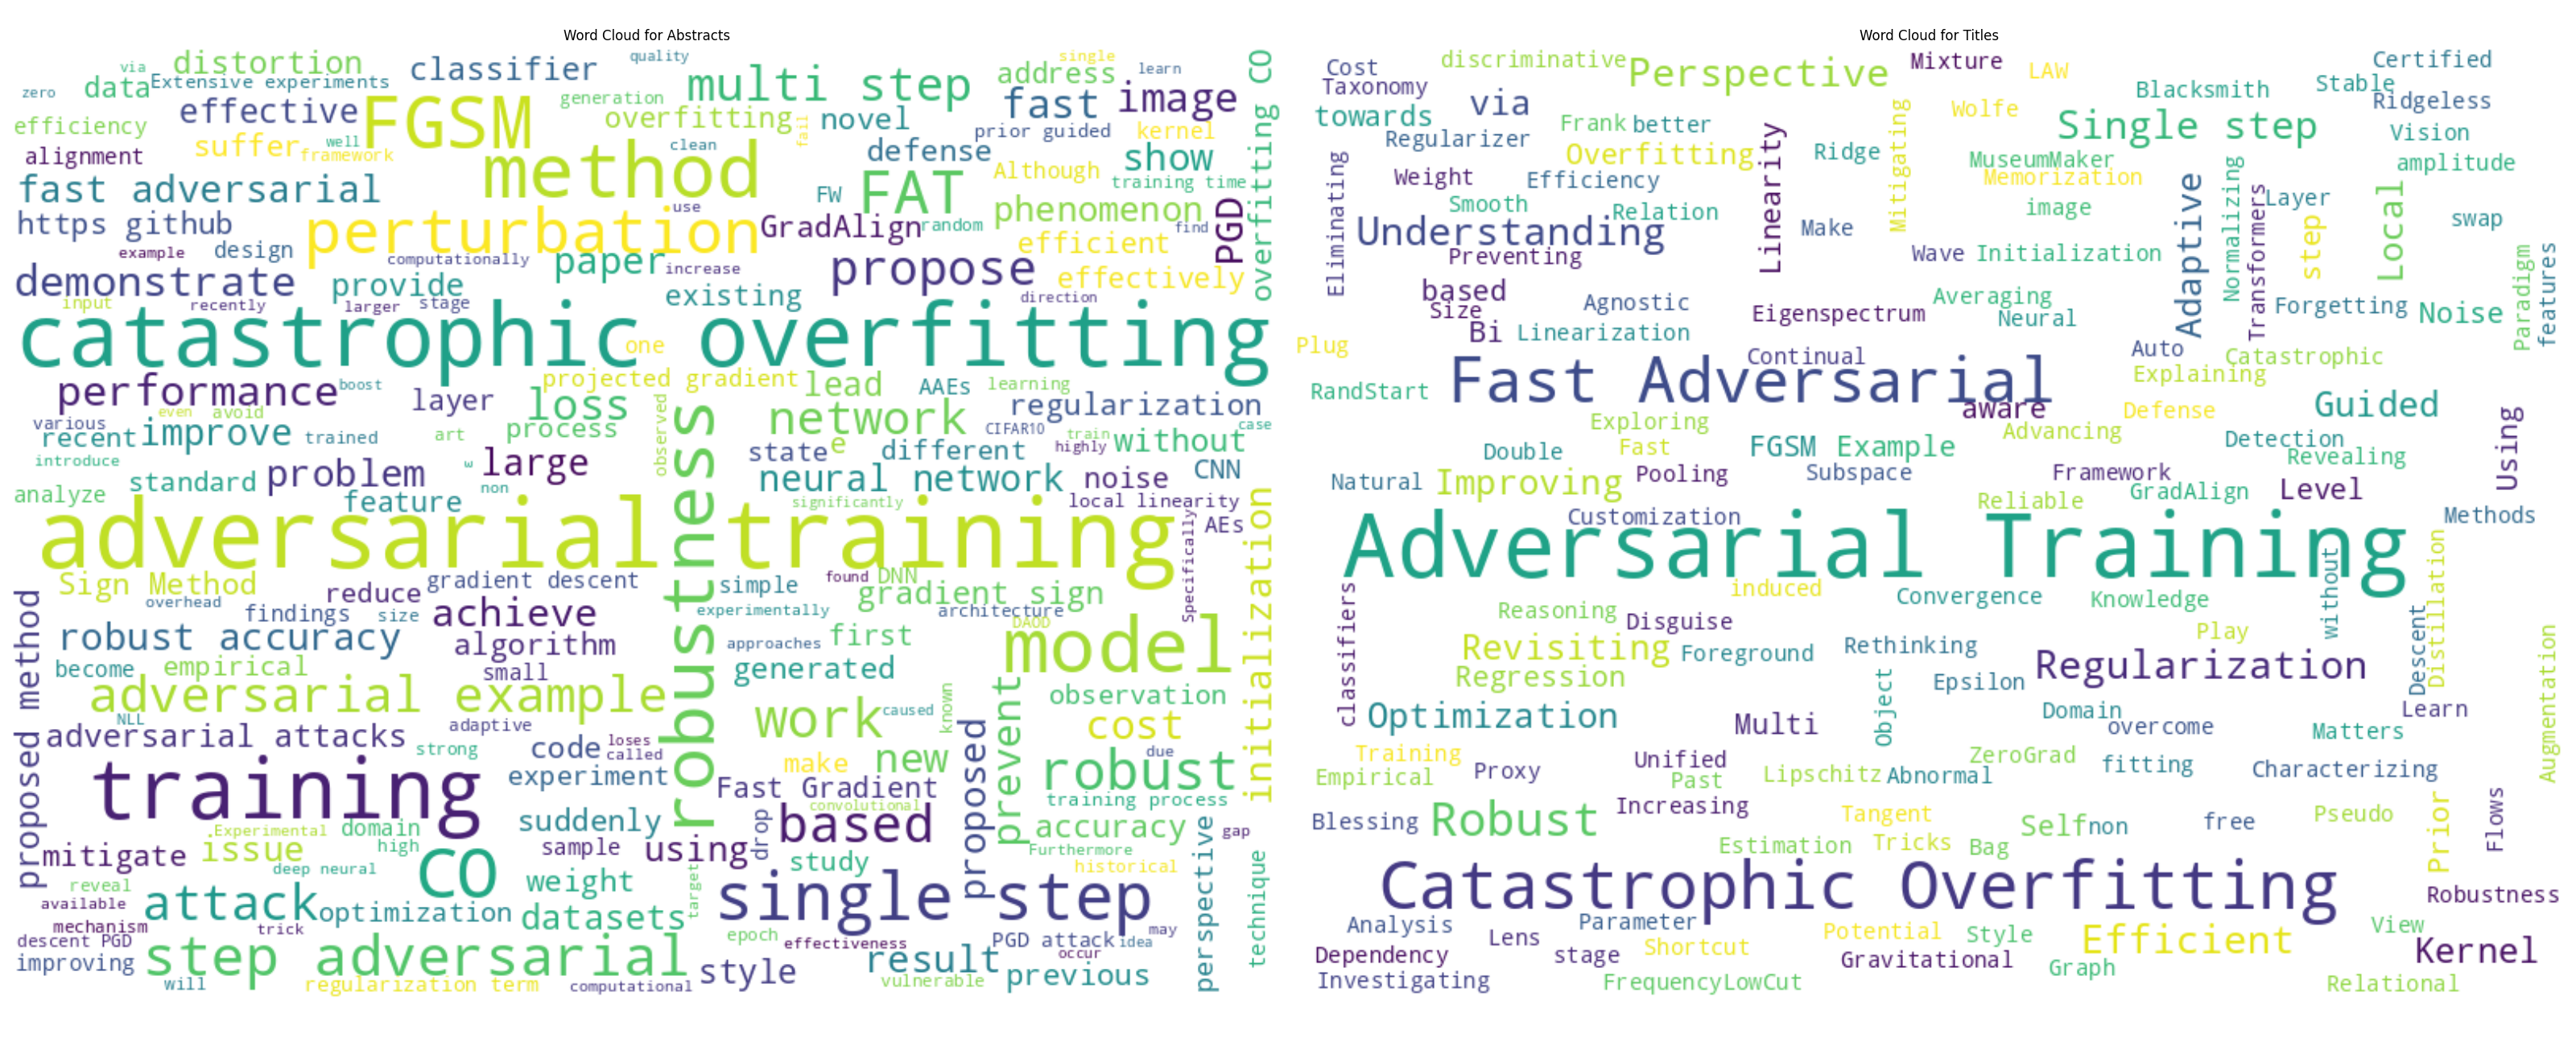 Word Cloud for Abstracts
via
distortion
classifier
quality
single
learn
zero
data
Extensive experiments
generation
multi step
address
fast
image
effective
FGSM
overfitting
novel
prior guided
kernel
efficiency
suffer
well
framework
fail
clean
defense
Although
show
alignment
method
training time
overfitting CO
fast adversarial
FW
FAT
phenomenon
PGD
https github
perturbation
use
GradAlign
random
efficient
find
example
design
computationally
paper
increase
propose
effectively
demonstrate
provide
existing
direction
input
recently
larger
stage
catastrophic overfitting
one
performance
boost
projected gradient
lead
AAEs
learning
layer
loss
observed
network
regularization
various
even
avoid
recent
improve
trained
art
process
CIFAR10
train
without
case
state
e
different
highly
introduce
problem
w
large
neural network
noise
CNN
analyze
standard
feature
non
significantly
local linearity
adversarial training
robustness
AEs
Specifically
initialization
Sign Method
reduce
gradient descent
simple
found
DNN
gradient sign
overhead
findings
size
achieve
experimentally
architecture
DAOD
proposed method
robust accuracy
algorithm
approaches
first
model
become
empirical
small
generated
adversarial example
known
prevent
observation
NLL
adaptive
work
caused
cost
adversarial attacks
strong
code
loses
called
make
new
proposed
due
robust
training
experiment
Fast Gradient
convolutional
training process
Experimental
domain
suddenly
drop
based
accuracy
perspective
gap
mitigate
issue
high
sample
using
study
Furthermore
historical
technique
deep neural
CO
weight
target
reveal
available
attack
optimization
datasets
single step
mechanism
trick
epoch
effectiveness
PGD attack
idea
may
descent PGD
occur
improving
step adversarial
style
result
previous
will
regularization term
computational
vulnerable
Word Cloud for Titles
Cost
discriminative
Perspective
Mixture
LAW
Certified
Taxonomy
via
Blacksmith
Stable
Ridgeless
towards
Frank
better
Wolfe
Single step
Vision
Regularizer
Overfitting
Linearity
Ridge
Mitigating
MuseumMaker
amplitude
Eliminating
Weight
Efficiency
Memorization
Smooth
Relation
image
Adaptive
Normalizing
Transformers
Layer
step
Local
swap
Understanding
Make
Preventing
Wave
Initialization
Paradigm
features
based
Size
Agnostic
Eigenspectrum
Averaging
Forgetting
Noise
Bi
Linearization
Neural
Plug
Continual
Auto
Catastrophic
Explaining
RandStart
Fast Adversarial
aware
Defense
Guided
Using
Exploring
Fast
FGSM Example
Advancing
Detection
Revealing
Double
Natural
Improving
Pooling
Subspace
Framework
GradAlign
Level
Reliable
Customization
Methods
Adversarial Training
without
Distillation
classifiers
induced
Convergence
Knowledge
Descent
Reasoning
Disguise
Revisiting
Foreground
Rethinking
Play
Regression
Regularization
Augmentation
Object
Epsilon
Optimization
Multi
Domain
overcome
Learn
Matters
Training
Unified
ZeroGrad
fitting
Empirical
Proxy
Past
Lipschitz
Abnormal
Characterizing
Blessing
Robust
Increasing
Tangent
Self
non
free
Pseudo
Prior
Flows
Estimation
Tricks
Bag
Catastrophic Overfitting
Robustness
Analysis
Parameter
Potential
Style
Efficient
View
Dependency
Lens
stage
Shortcut
Gravitational
Graph
Kernel
Investigating
FrequencyLowCut
Relational